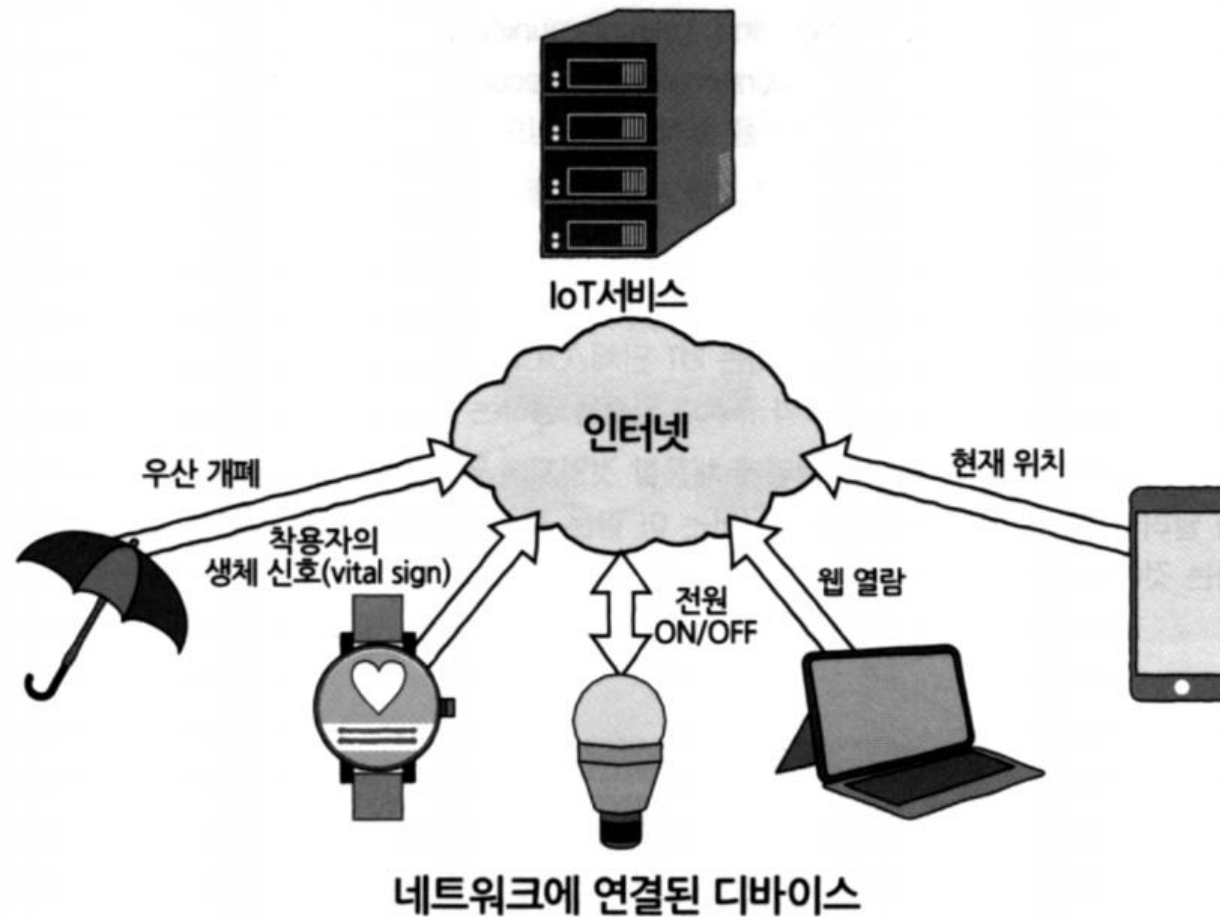 IoT서비스
인터넷
우산 개폐
현재 위치
착용자의
생체 신호(vital sign)
전원
ON/OFF
웹 열람
네트워크에 연결된 디바이스